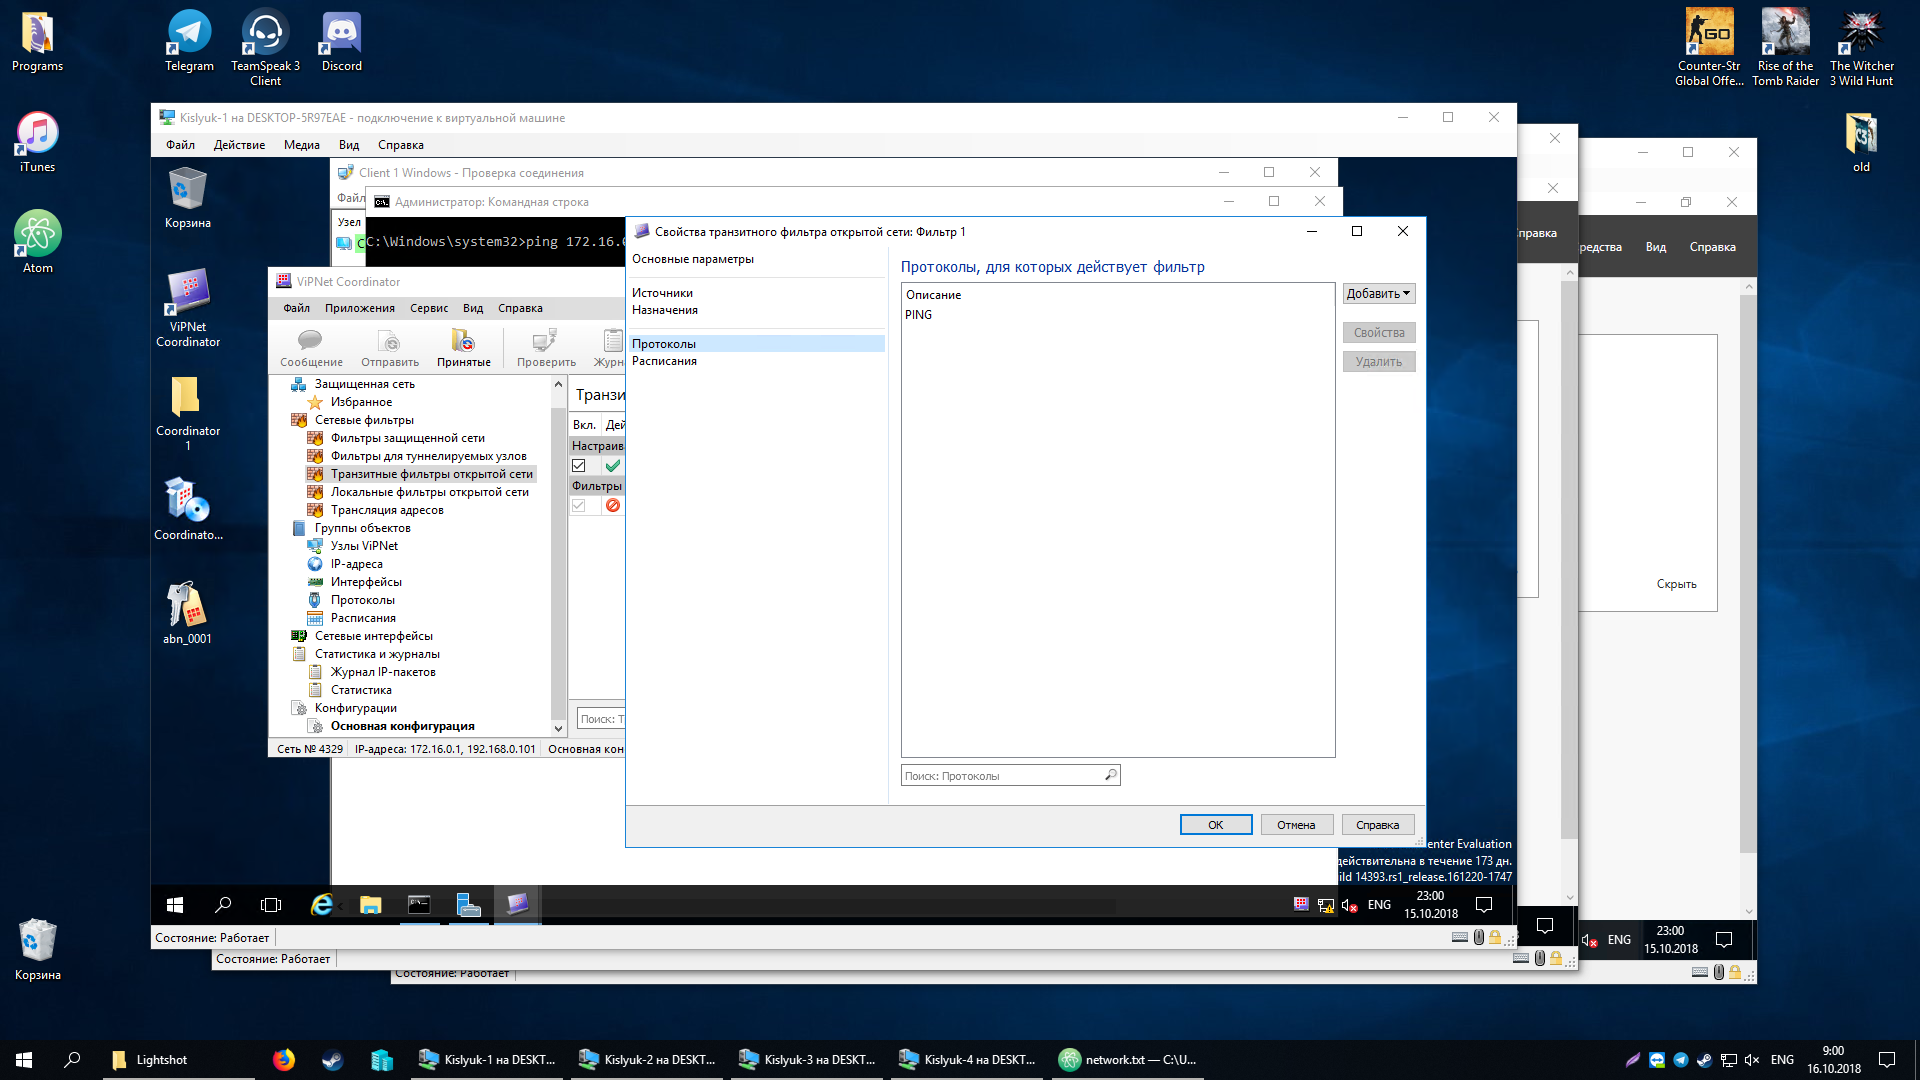 Programs
Telegram
TeamSpeak 3
Client
Discord
Counter-Str
Global Offe...
Rise of the
Tomb Raider
The Witcher
3 Wild Hunt
iTunes
Atom
old
Корзина
Kislyuk-1 на DESKTOP-5R97EAE - подключение к виртуальной машине
Файл
Действие
Медиа
Вид
Справка
Корзина
ViPNet
Coordinator
Coordinator
1
Coordinato...
abn_0001
Client 1 Windows - Проверка соединения
Файл
Узел
C
Администратор: Командная строка
C:\Windows\system32>ping 172.16.
ViPNet Coordinator
Файл
Приложения
Сервис
Вид
Справка
Сообщение
Отправить
Принятые
Проверить
Журн
Защищенная сеть
Избранное
Сетевые фильтры
Фильтры защищенной сети
Фильтры для туннелируемых узлов
Транзитные фильтры открытой сети
Локальные фильтры открытой сети
Трансляция адресов
Группы объектов
Узлы ViPNet
IP-адреса
Интерфейсы
Протоколы
Расписания
Сетевые интерфейсы
Статистика и журналы
Журнал IP-пакетов
Статистика
Конфигурации
Основная конфигурация
Транзи
Вкл.
Дей
Настраив
Фильтры
Поиск: Т
Сеть № 4329
IP-адреса: 172.16.0.1, 192.168.0.101
Основная кон
Свойства транзитного фильтра открытой сети: Фильтр 1
Основные параметры
Источники
Назначения
Протоколы
Расписания
Протоколы, для которых действует фильтр
Описание
PING
Добавить
Свойства
Удалить
Поиск: Протоколы
ОК
Отмена
Справка
enter Evaluation
действительна в течение 173 дн.
ild 14393.rs1_release.161220-1747
ENG
23:00
15.10.2018
Состояние: Работает
правка
Состояние: Работает
редства
Вид
Справка
Скрыть
ENG
23:00
15.10.2018
Состояние: Работает
Lightshot
Kislyuk-1 на DESKT...
Kislyuk-2 на DESKT...
Kislyuk-3 на DESKT...
Kislyuk-4 на DESKT...
network.txt — C:\U...
ENG
9:00
16.10.2018